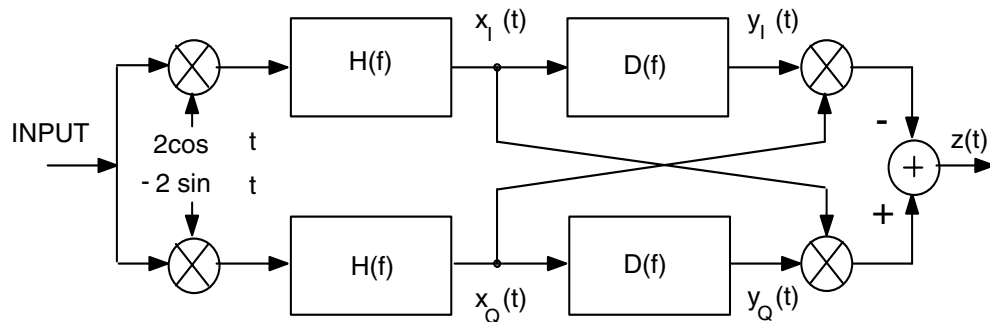 x_I (t)
y_I (t)
H(f)
D(f)
-
z(t)
INPUT
2cos t
+
- 2 sin t
+
H(f)
D(f)
x_Q (t)
y_Q (t)